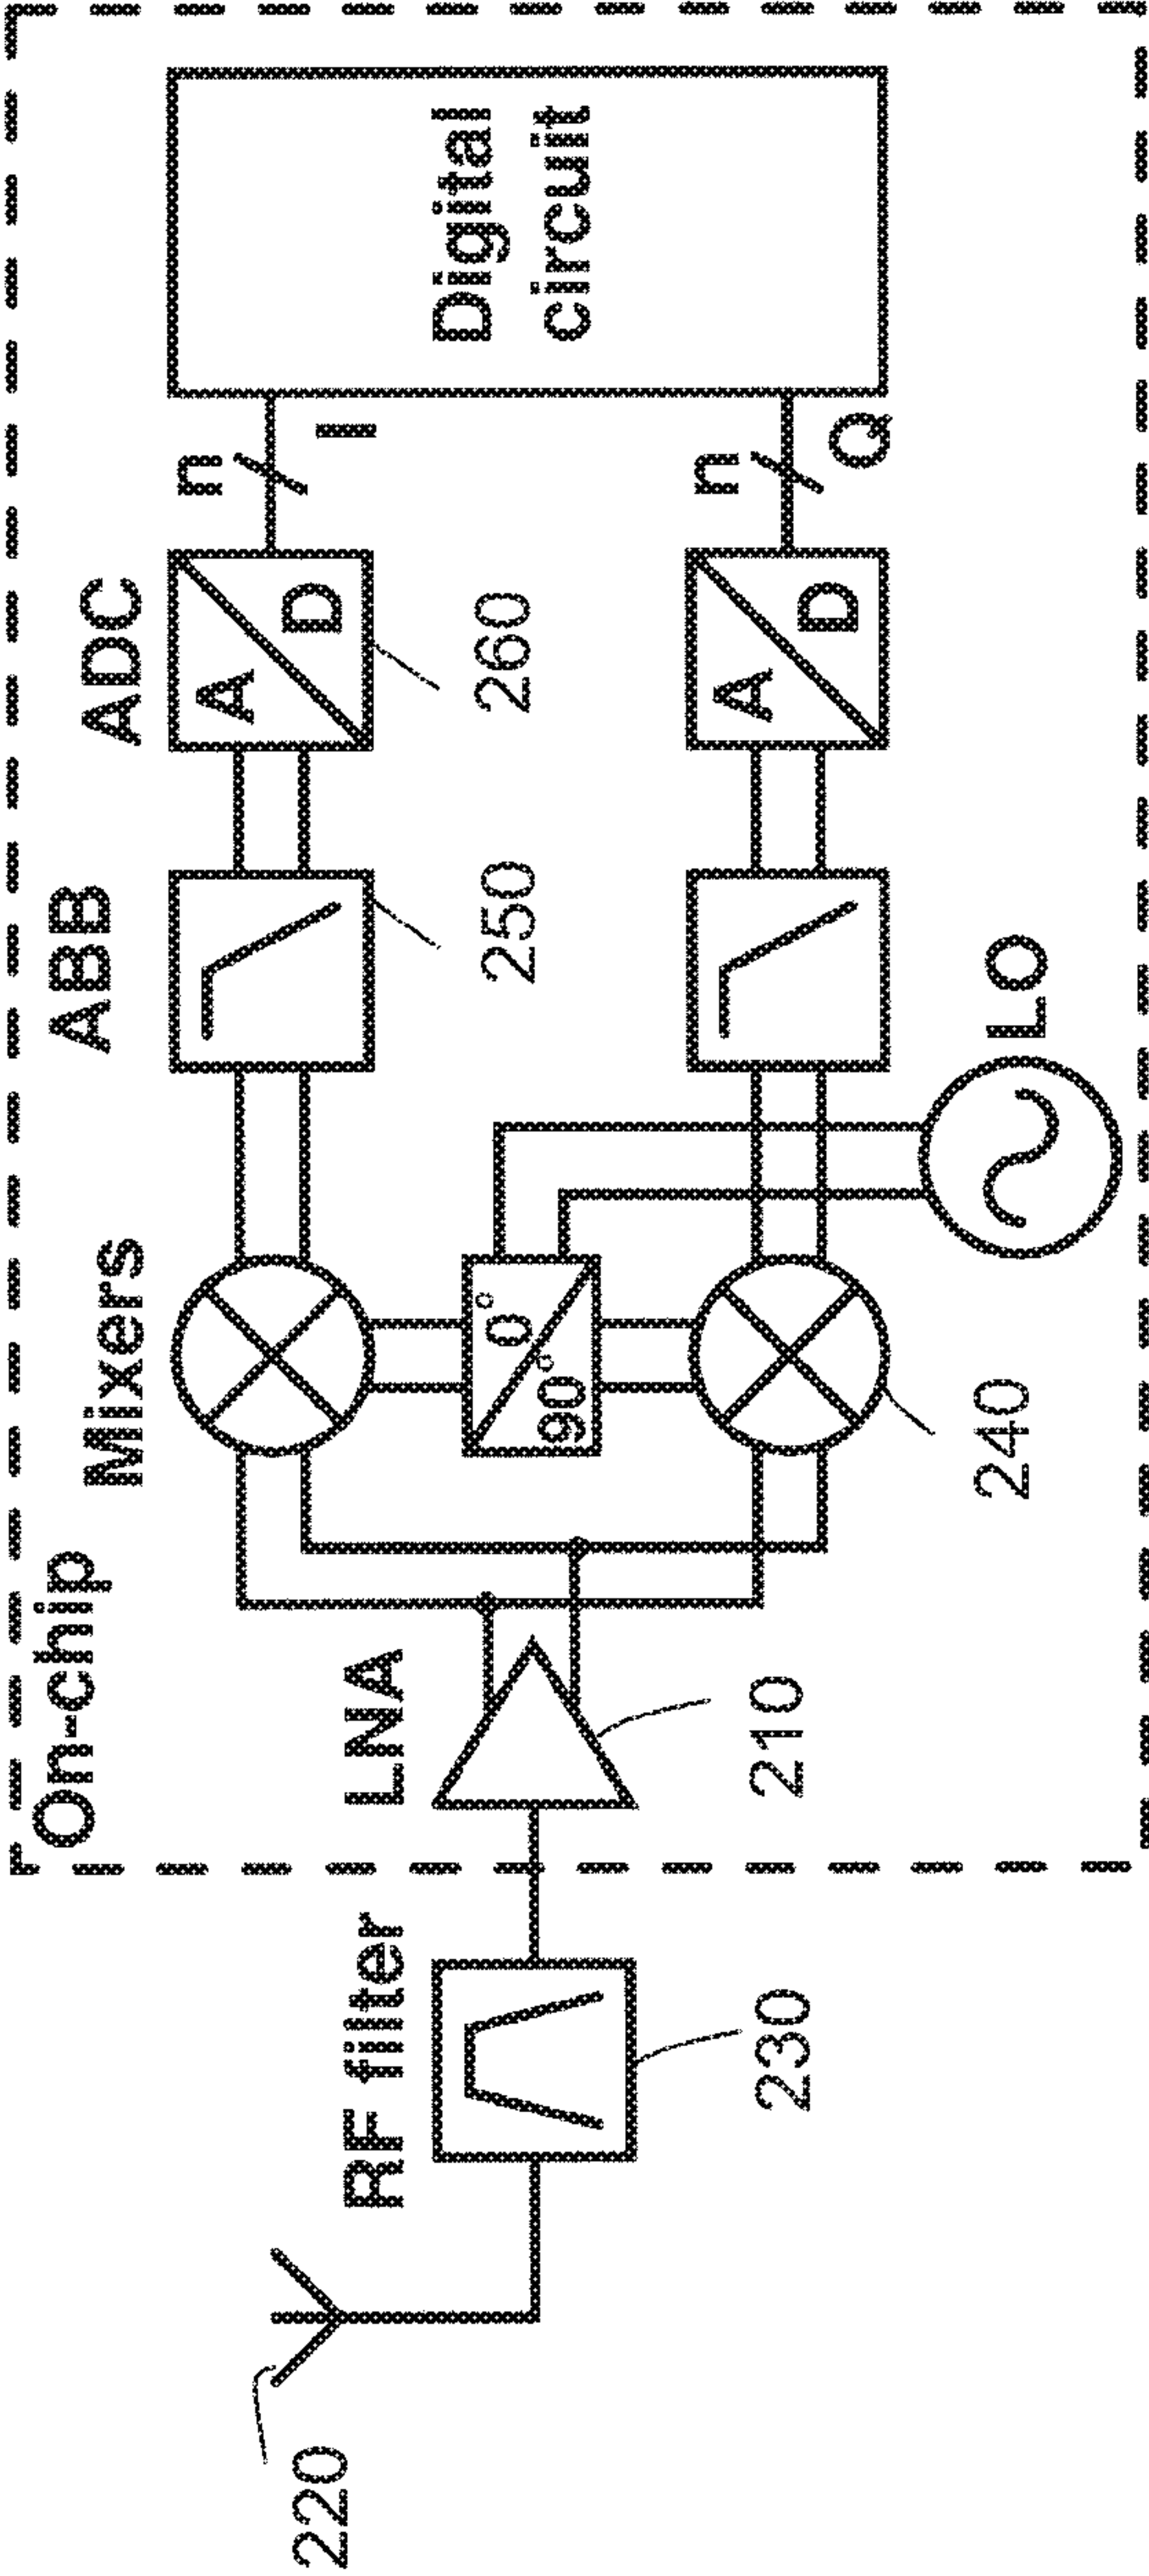 On-chip
Mixers
ABB
ADC
n
I
A
D
260
250
Digital
circuit
RF filter
LNA
0°
90°
220
230
210
240
LO
n
Q
A
D